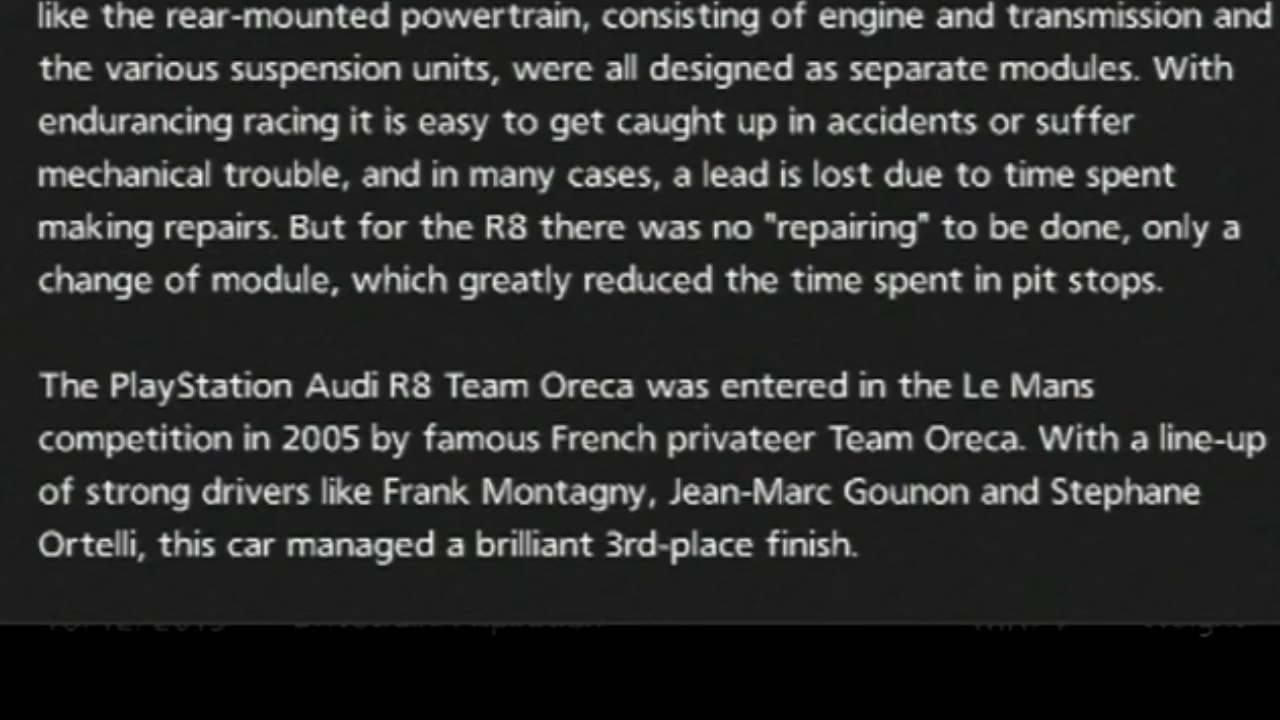 like the rear-mounted powertrain, consisting of engine and transmission and
the various suspension units, were all designed as separate modules. With
endurancing racing it is easy to get caught up in accidents or suffer
mechanical trouble, and in many cases, a lead is lost due to time spent
making repairs. But for the R8 there was no "repairing" to be done, only a
change of module, which greatly reduced the time spent in pit stops.
The PlayStation Audi R8 Team Oreca was entered in the Le Mans
competition in 2005 by famous French privateer Team Oreca. With a line-up
of strong drivers like Frank Montagny, Jean-Marc Gounon and Stephane
Ortelli, this car managed a brilliant 3rd-place finish.